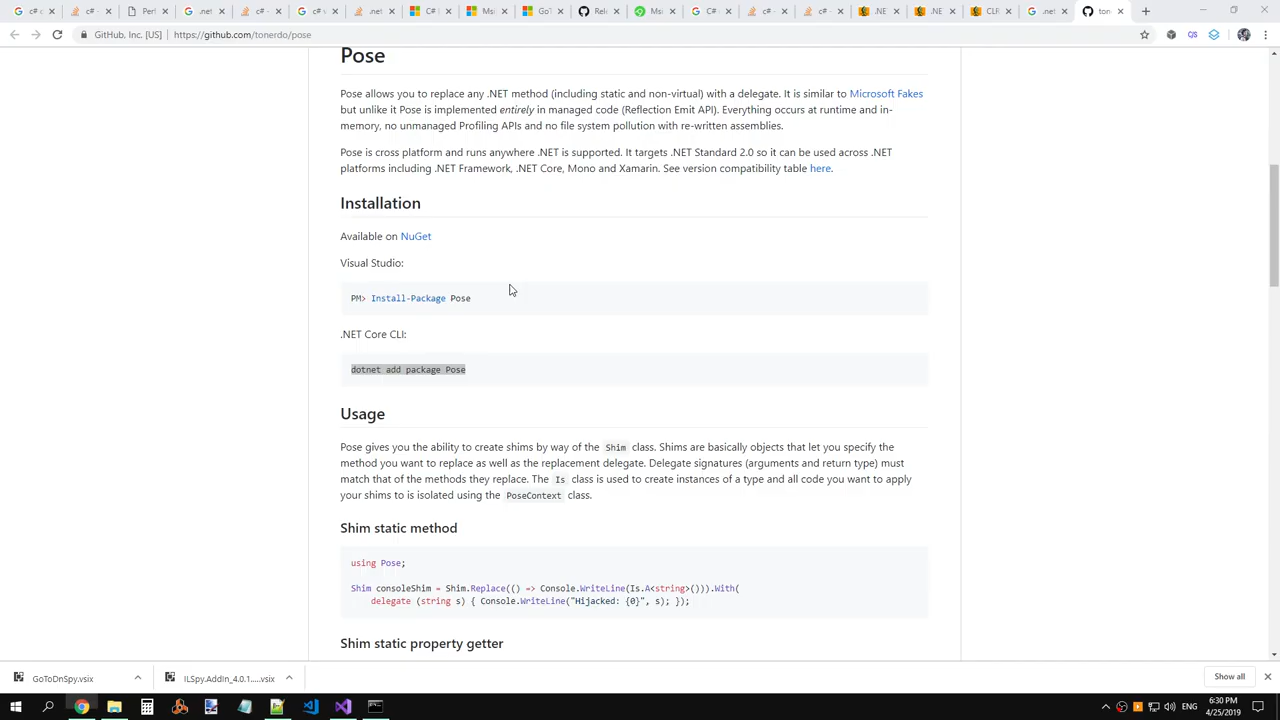 c# c
c# -
Perf
.net
c# -
c# s
.net
C# I
Msi
GoT
Rele
Msi
C# e
C# -
c# -
.NE
.NE
CLR
.net
tone
GitHub, Inc. [US]
https://github.com/tonerdo/pose
Pose
Pose allows you to replace any .NET method (including static and non-virtual) with a delegate. It is similar to Microsoft Fakes
but unlike it Pose is implemented entirely in managed code (Reflection Emit API). Everything occurs at runtime and in-
memory, no unmanaged Profiling APIs and no file system pollution with re-written assemblies.
Pose is cross platform and runs anywhere .NET is supported. It targets .NET Standard 2.0 so it can be used across .NET
platforms including .NET Framework, .NET Core, Mono and Xamarin. See version compatibility table here.
Installation
Available on NuGet
Visual Studio:
PM> Install-Package Pose
.NET Core CLI:
dotnet add package Pose
Usage
Pose gives you the ability to create shims by way of the Shim class. Shims are basically objects that let you specify the
method you want to replace as well as the replacement delegate. Delegate signatures (arguments and return type) must
match that of the methods they replace. The Is class is used to create instances of a type and all code you want to apply
your shims to is isolated using the PoseContext class.
Shim static method
using Pose;
Shim consoleShim = Shim.Replace(() => Console.WriteLine(Is.A<string>())).With(
delegate (string s) { Console.WriteLine("Hijacked: {0}", s); });
Shim static property getter
GoToDnSpy.vsix
ILSpy.AddIn_4.0.1.....vsix
Show all
ENG
6:30 PM
4/25/2019